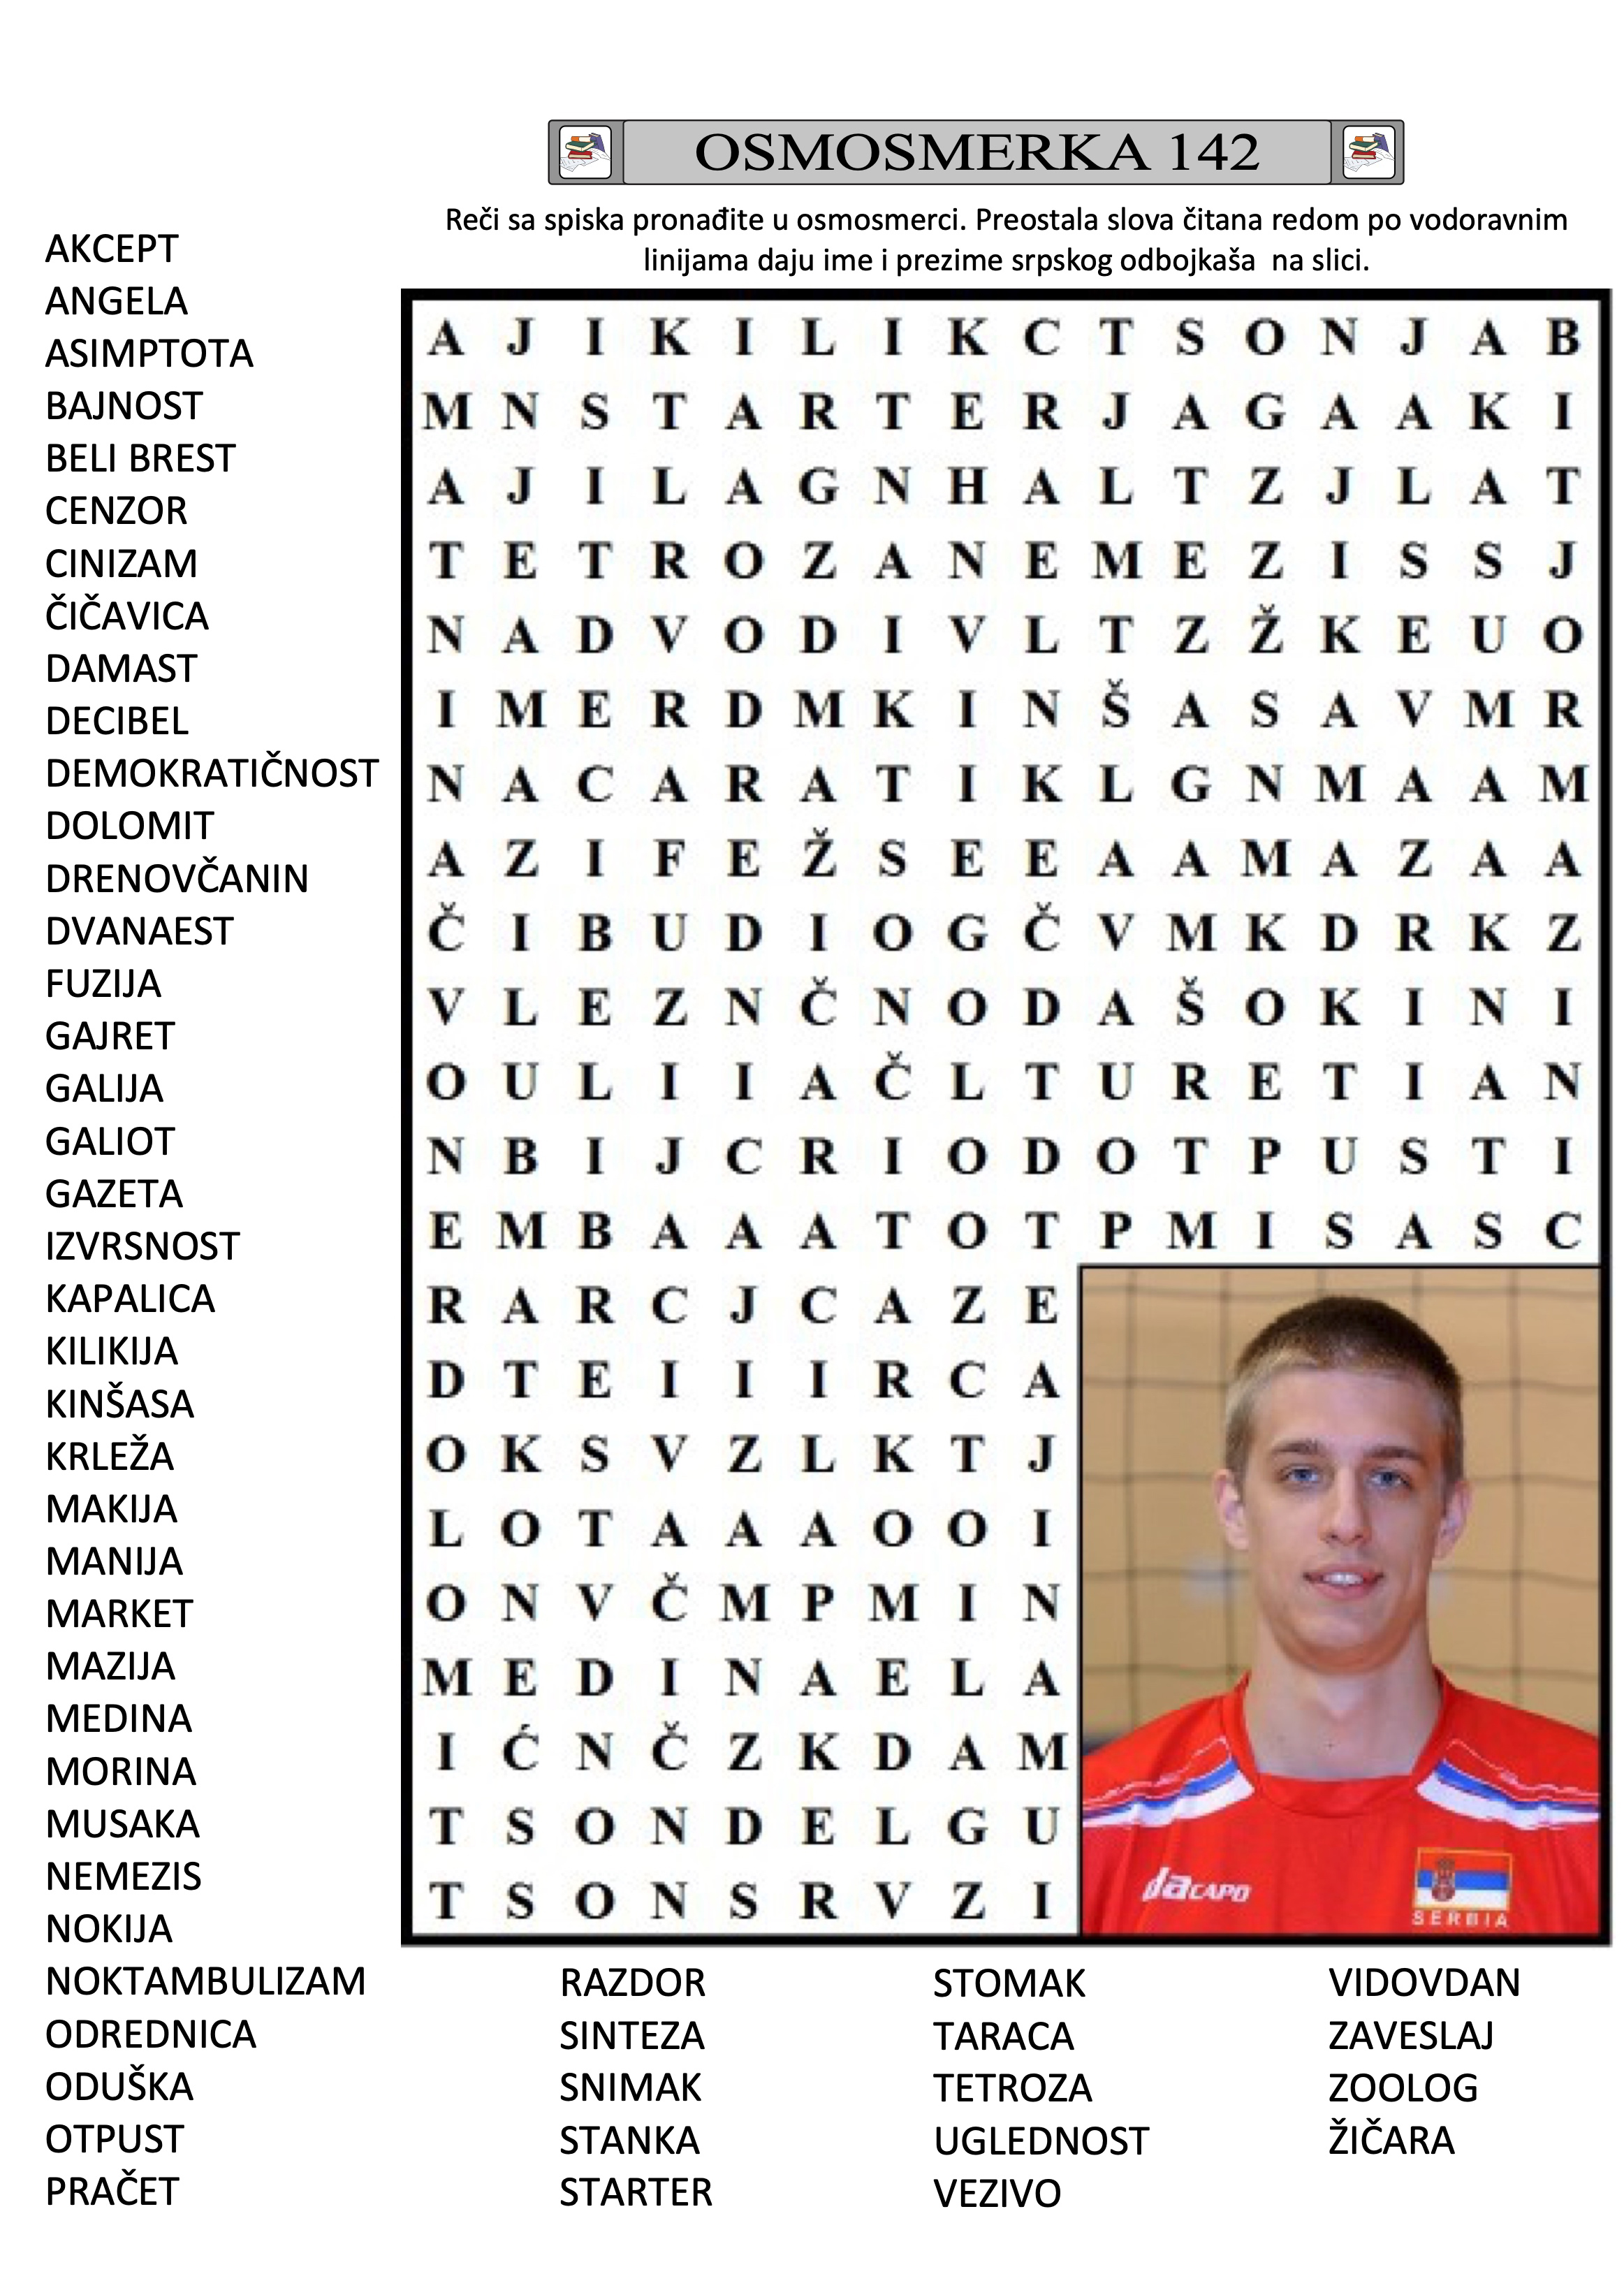 OSMOSMERKA 142
Reči sa spiska pronađite u osmosmerci. Preostala slova čitana redom po vodoravnim
linijama daju ime i prezime srpskog odbojkaša na slici.
AKCEPT
ANGELA
ASIMPTOTA
BAJNOST
BELI BREST
CENZOR
CINIZAM
ČIČAVICA
DAMAST
DECIBEL
DEMOKRATIČNOST
DOLOMIT
DRENOVČANIN
DVANAEST
FUZIJA
GAJRET
GALIJA
GALIOT
GAZETA
IZVRSNOST
KAPALICA
KILIKIJA
KINŠASA
KRLEŽA
MAKIJA
MANIJA
MARKET
MAZIJA
MEDINA
MORINA
MUSAKA
NEMEZIS
NOKIJA
NOKTAMBULIZAM
ODREDNICA
ODUŠKA
OTPUST
PRAČET
A J I K I L I K C T S O N J A B
M N S T A R T E R J A G A A K I
A J I L A G N H A L T Z J L A T
T E T R O Z A N E M E Z I S S J
N A D V O D I V L T Z Ž K E U O
I M E R D M K I N Š A S A V M R
N A C A R A T I K L G N M A A M
A Z I F E Ž S E E A A M A Z A A
Č I B U D I O G Č V M K D R K Z
V L E Z N Č N O D A Š O K I N I
O U L I I A Č L T U R E T I A N
N B I J C R I O D O T P U S T I
E M B A A A T O T P M I S A S C
R A R C J C A Z E
D T E I I I R C A
O K S V Z L K T J
L O T A A A O O I
O N V Č M P M I N
M E D I N A E L A
I Ć N Č Z K D A M
T S O N D E L G U
T S O N S R V Z I
dacapo
SERBIA
RAZDOR
SINTEZA
SNIMAK
STANKA
STARTER
STOMAK
TARACA
TETROZA
UGLEDNOST
VEZIVO
VIDOVDAN
ZAVESLAJ
ZOOLOG
ŽIČARA